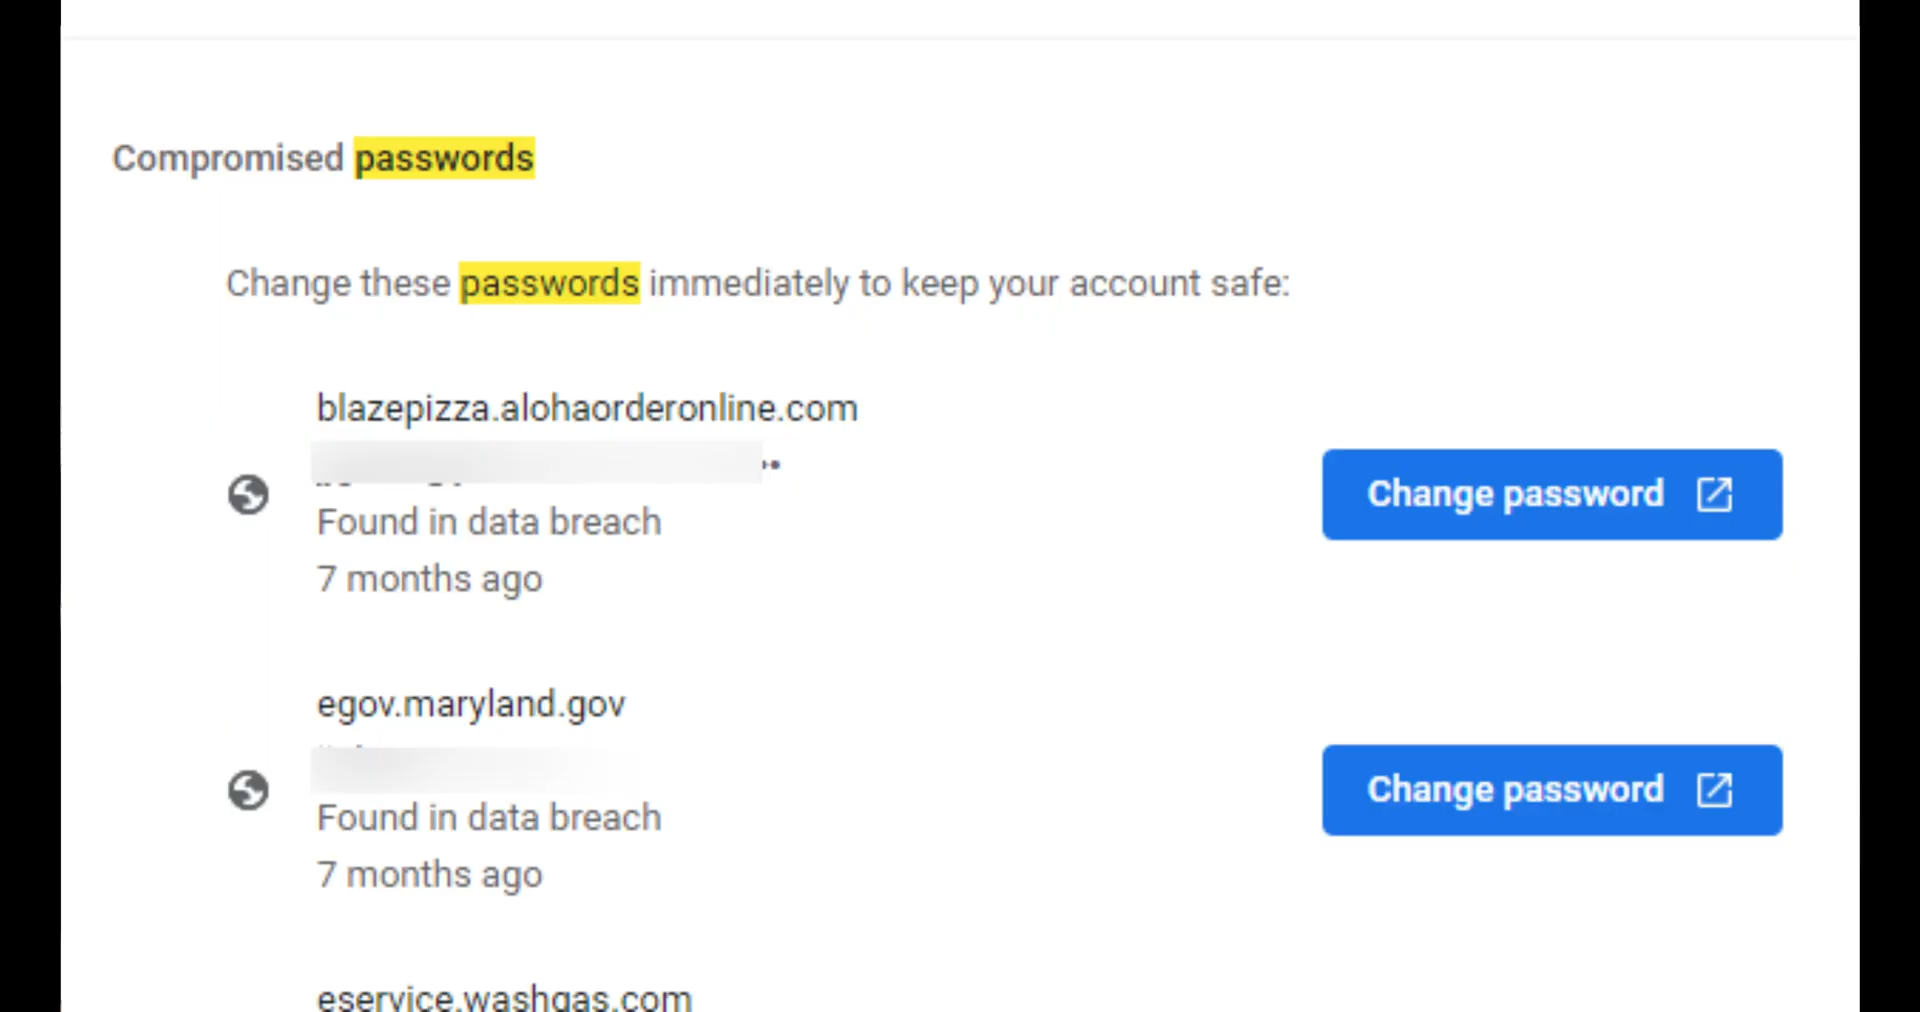 Compromised passwords
Change these passwords immediately to keep your account safe:
blazepizza.alohaorderonline.com
Found in data breach
7 months ago
Change password
egov.maryland.gov
Found in data breach
7 months ago
Change password
eservice.washgas.com